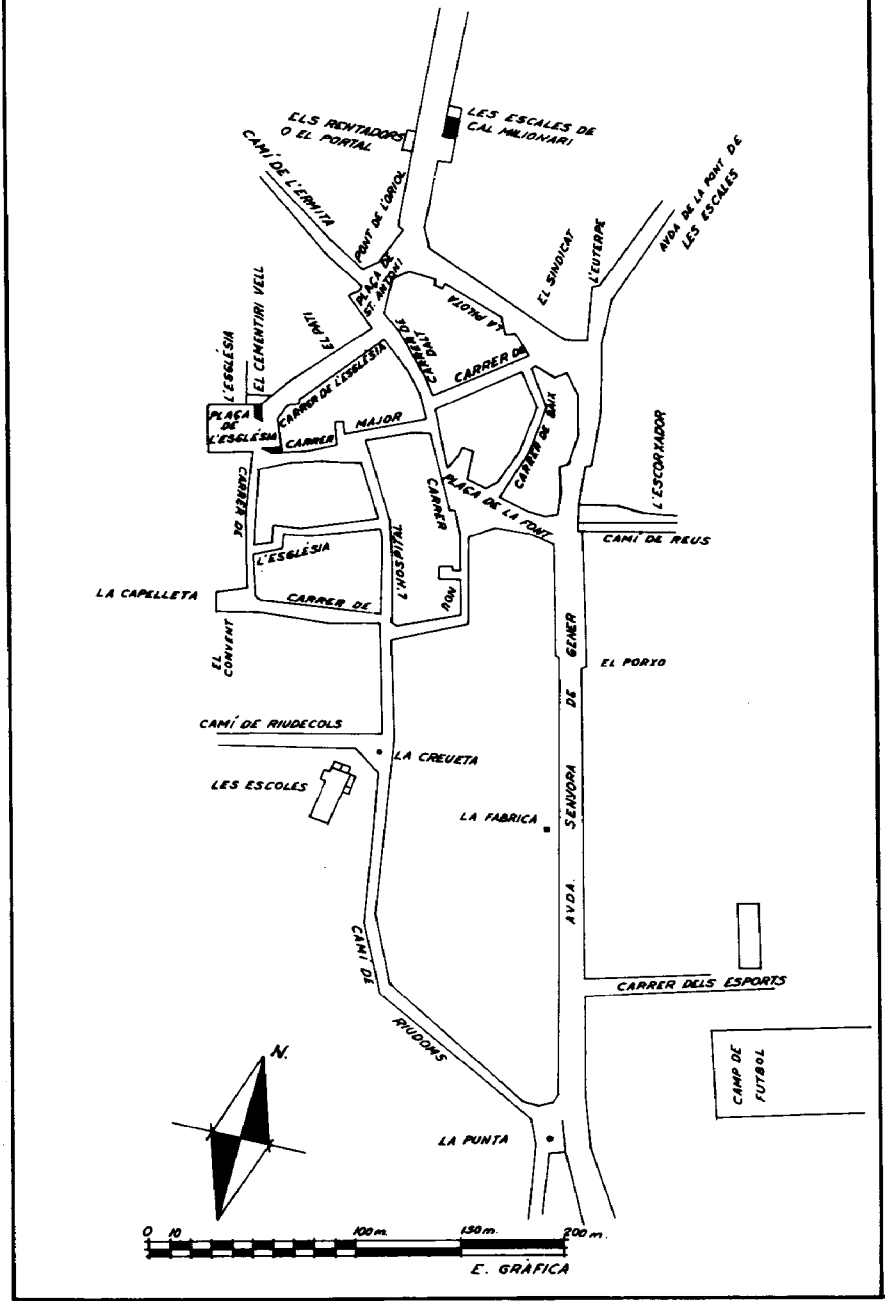 ELS RENTADORS
O EL PORTAL
LES ESCALES DE
CAL MILIONARI
CAMÍ DE L'ERMITA
PONT DE L'ORIOL
AVDA DE LA FONT DE
LES ESCALES
PLAÇA DE
ST. ANTONI
EL SINDICAT
L'EUTERPE
LA PILOTA
EL PATI
CARRER DE
DALT
CARRER DE
L'ESGLÉSIA
EL CEMENTIRI VELL
CARRER DE L'ESGLÉSIA
PLAÇA
DE
L'ESGLÉSIA
CARRER
MAJOR
CARRER DE BAIX
L'ESCORXADOR
CARRER DE
CARRER
PLAÇA DE LA FONT
CAMÍ DE REUS
L'ESGLÉSIA
L'HOSPITAL
LA CAPELLETA
CARRER DE
NOU
EL
CONVENT
EL PORXO
CAMÍ DE RIUDECOLS
LA CREUETA
LES ESCOLES
LA FABRICA
AVDA. SENYORA DE GENER
CAMÍ DE
RIUDOMS
CARRER DELS ESPORTS
CAMP DE
FUTBOL
N.
LA PUNTA
0 10 100 m. 150 m. 200 m.
E. GRÀFICA